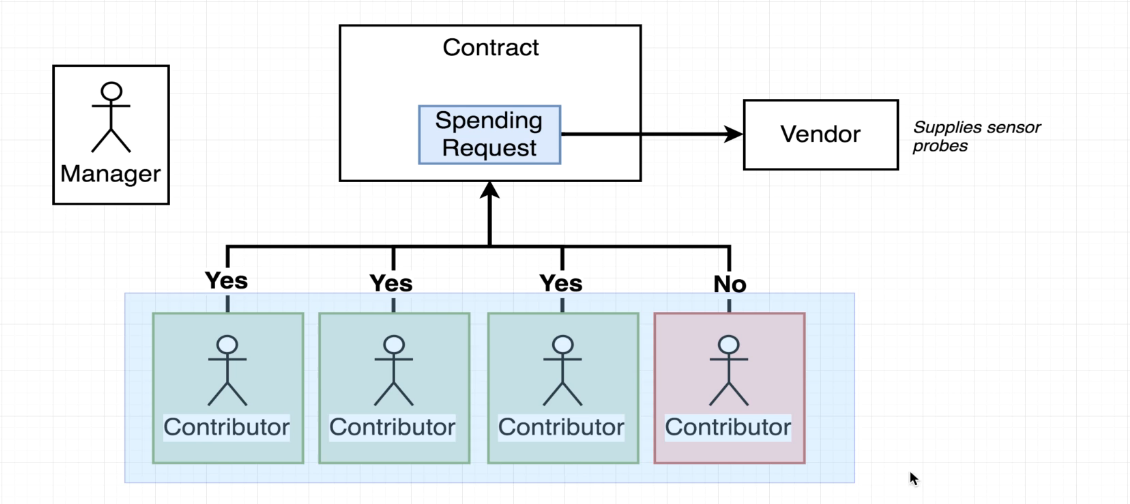 Contract
Spending
Request
Vendor
Supplies sensor
probes
Manager
Yes
Yes
Yes
No
Contributor
Contributor
Contributor
Contributor